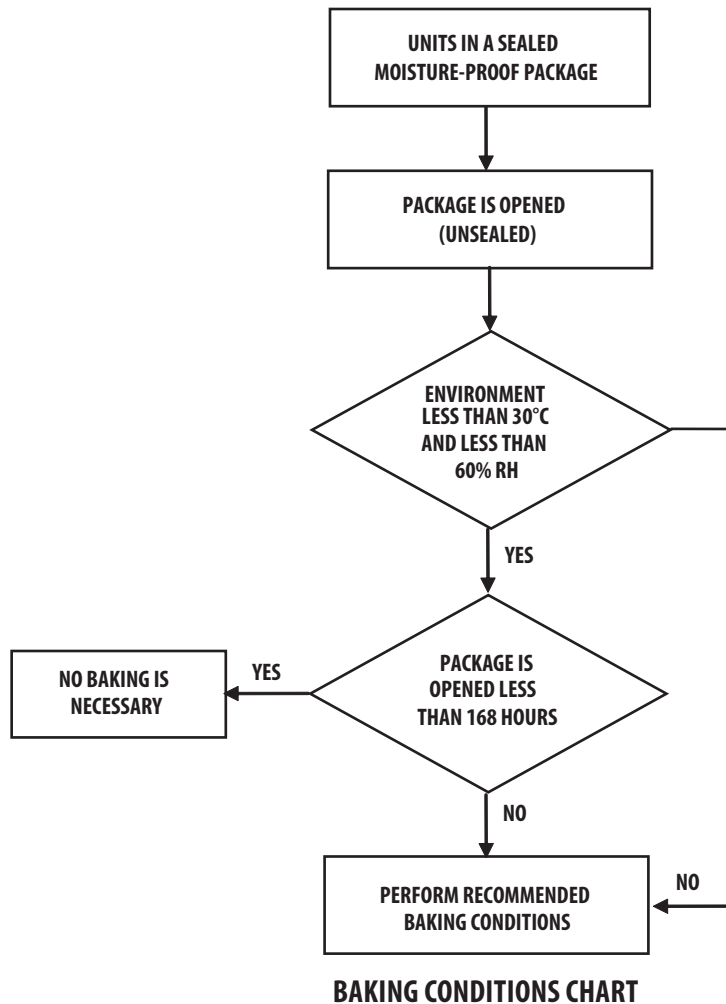 UNITS IN A SEALED
MOISTURE-PROOF PACKAGE
PACKAGE IS OPENED
(UNSEALED)
ENVIRONMENT
LESS THAN 30°C
AND LESS THAN
60% RH
YES
PACKAGE IS
OPENED LESS
THAN 168 HOURS
YES
NO BAKING IS
NECESSARY
NO
PERFORM RECOMMENDED
BAKING CONDITIONS
NO
BAKING CONDITIONS CHART